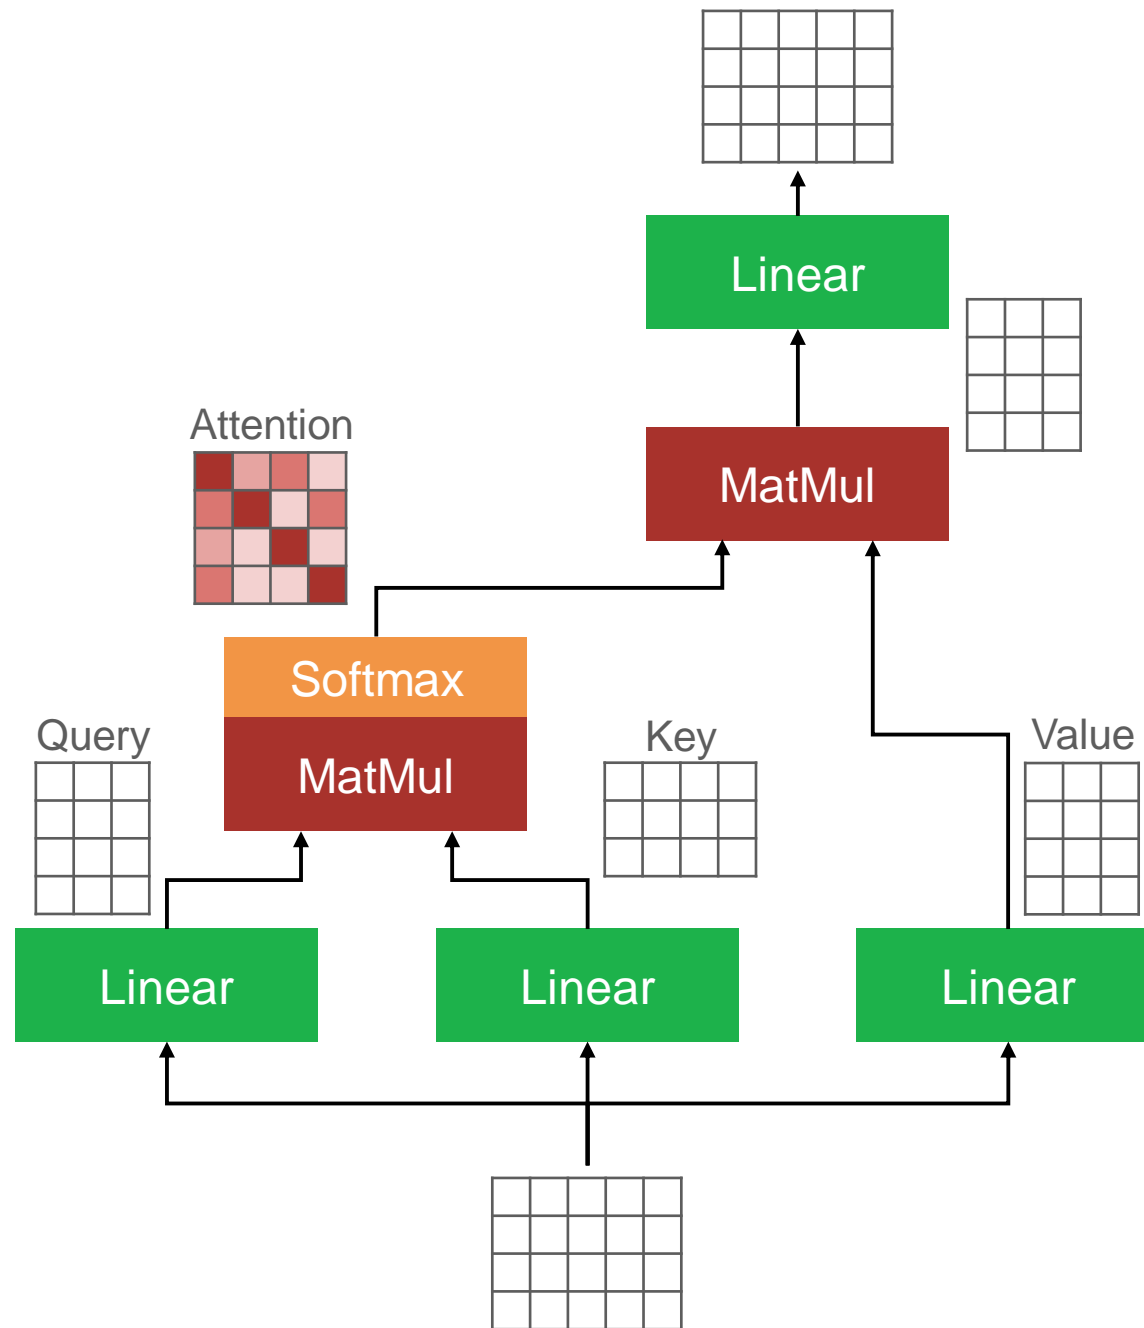 Linear
Attention
MatMul
Softmax
Query
Key
Value
MatMul
Linear
Linear
Linear